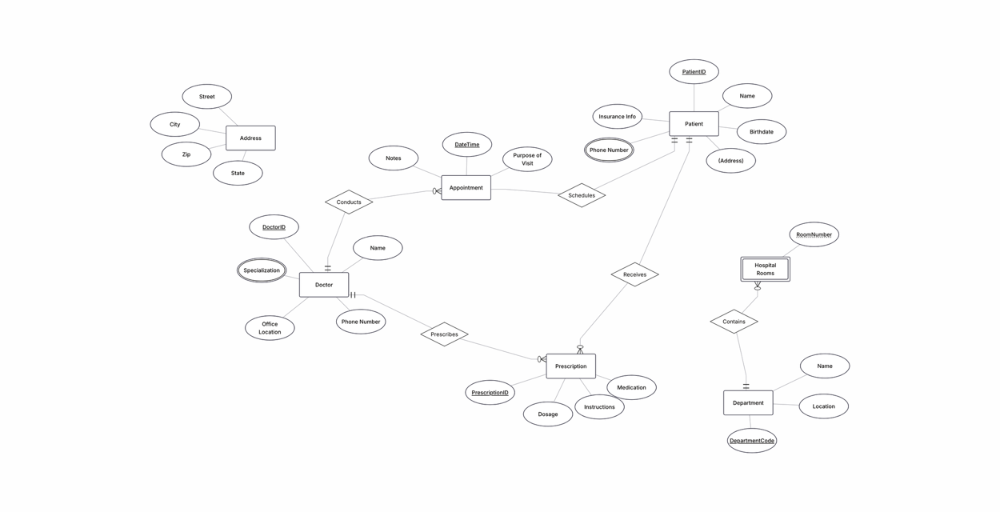 PatientID
Name
Street
Insurance Info
Patient
City
Birthdate
Address
DateTime
Phone Number
Zip
Notes
Purpose of
Visit
(Address)
State
Appointment
Schedules
Conducts
DoctorID
RoomNumber
Name
Specialization
Hospital
Rooms
Receives
Doctor
Office
Location
Phone Number
Contains
Prescribes
Prescription
Name
Medication
PrescriptionID
Instructions
Dosage
Department
Location
DepartmentCode